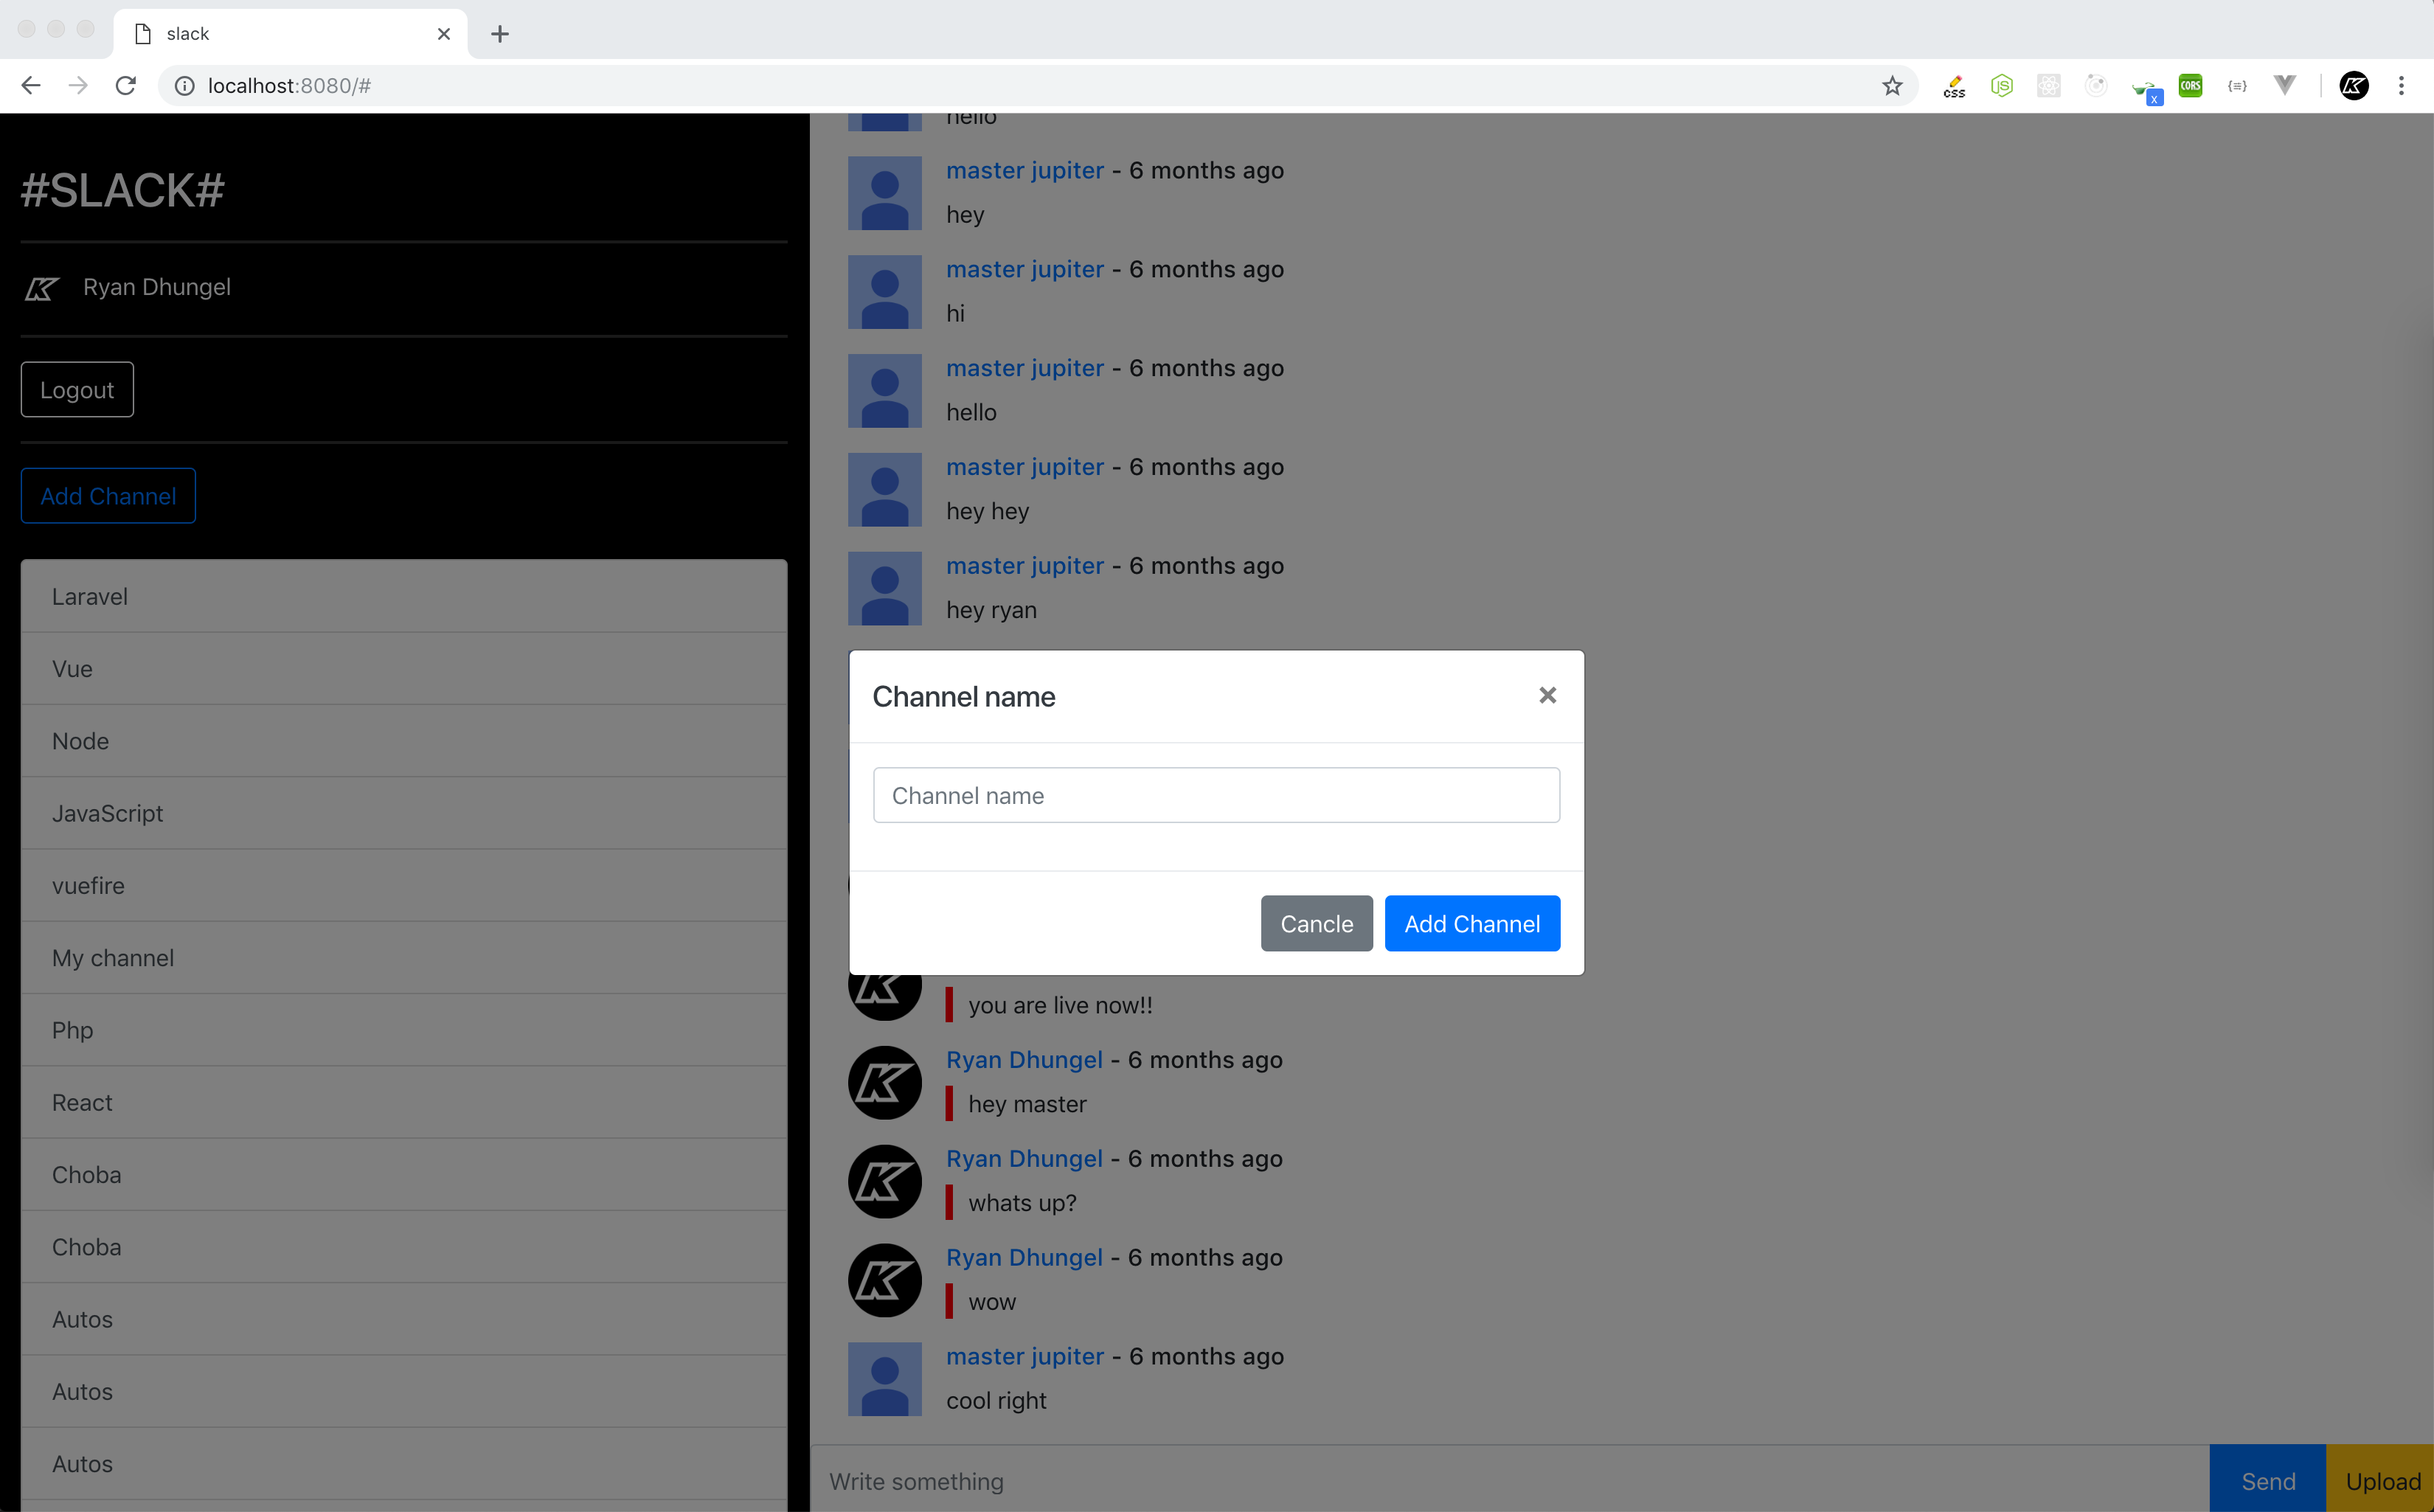 slack
localhost:8080/#
CSS
JS
x
CORS
{≡}
#SLACK#
Ryan Dhungel
Logout
Add Channel
Laravel
Vue
Node
JavaScript
vuefire
My channel
Php
React
Choba
Choba
Autos
Autos
Autos
hello
master jupiter - 6 months ago
hey
master jupiter - 6 months ago
hi
master jupiter - 6 months ago
hello
master jupiter - 6 months ago
hey hey
master jupiter - 6 months ago
hey ryan
Channel name
×
Channel name
Cancle
Add Channel
you are live now!!
Ryan Dhungel - 6 months ago
hey master
Ryan Dhungel - 6 months ago
whats up?
Ryan Dhungel - 6 months ago
wow
master jupiter - 6 months ago
cool right
Write something
Send
Upload